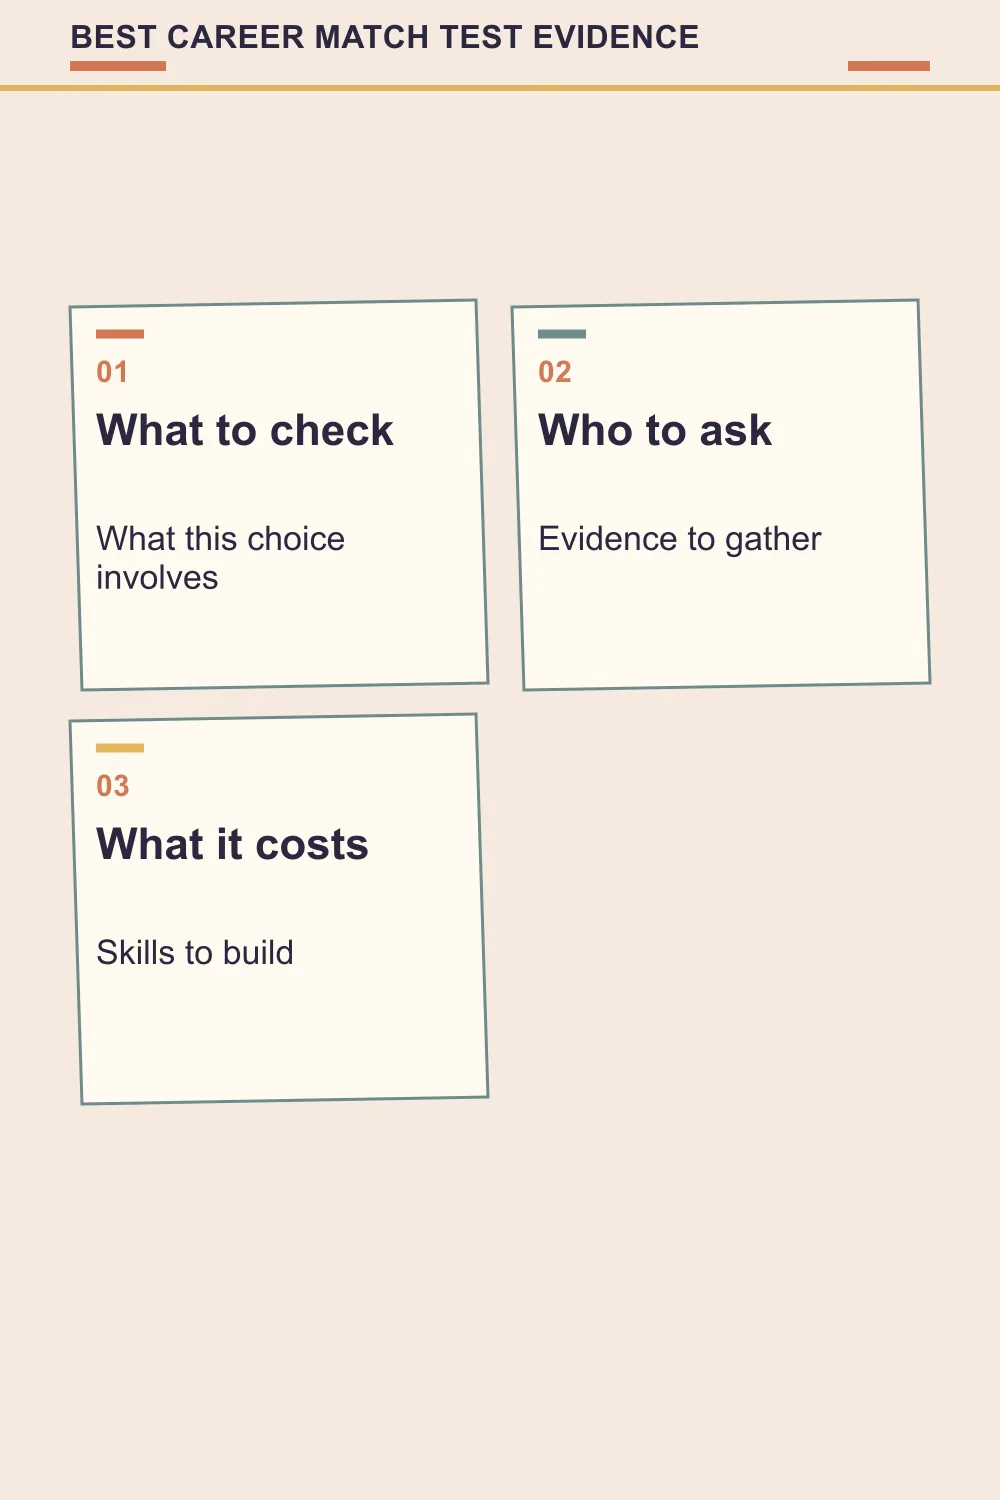 BEST CAREER MATCH TEST EVIDENCE
01
What to check
What this choice
involves
02
Who to ask
Evidence to gather
03
What it costs
Skills to build